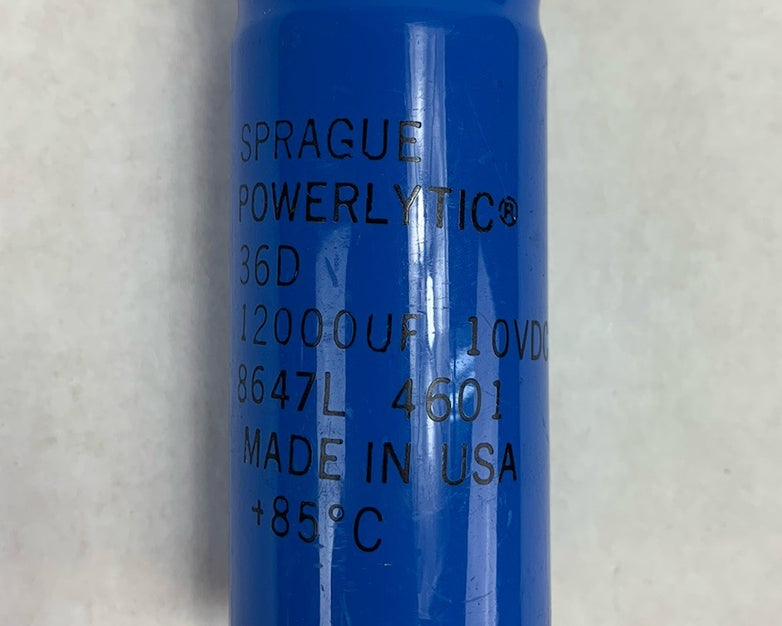 SPRAGUE
POWERLYTIC®
36D
12000UF 10VDC
8647L 4601
MADE IN USA
+85°C